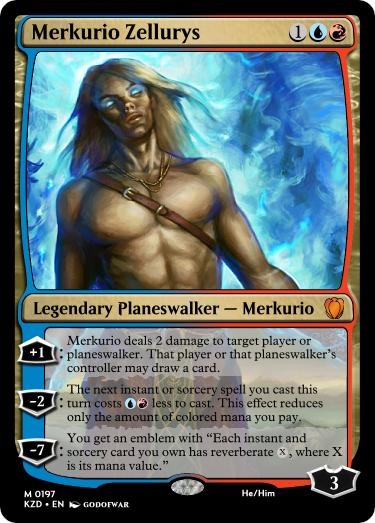 Merkurio Zellurys 1
Legendary Planeswalker — Merkurio
+1: Merkurio deals 2 damage to target player or
planeswalker. That player or that planeswalker's
controller may draw a card.
-2: The next instant or sorcery spell you cast this
turn costs less to cast. This effect reduces
only the amount of colored mana you pay.
-7: You get an emblem with “Each instant and
sorcery card you own has reverberate X, where X
is its mana value.”
3
M 0197
KZD • EN GODOFWAR
He/Him